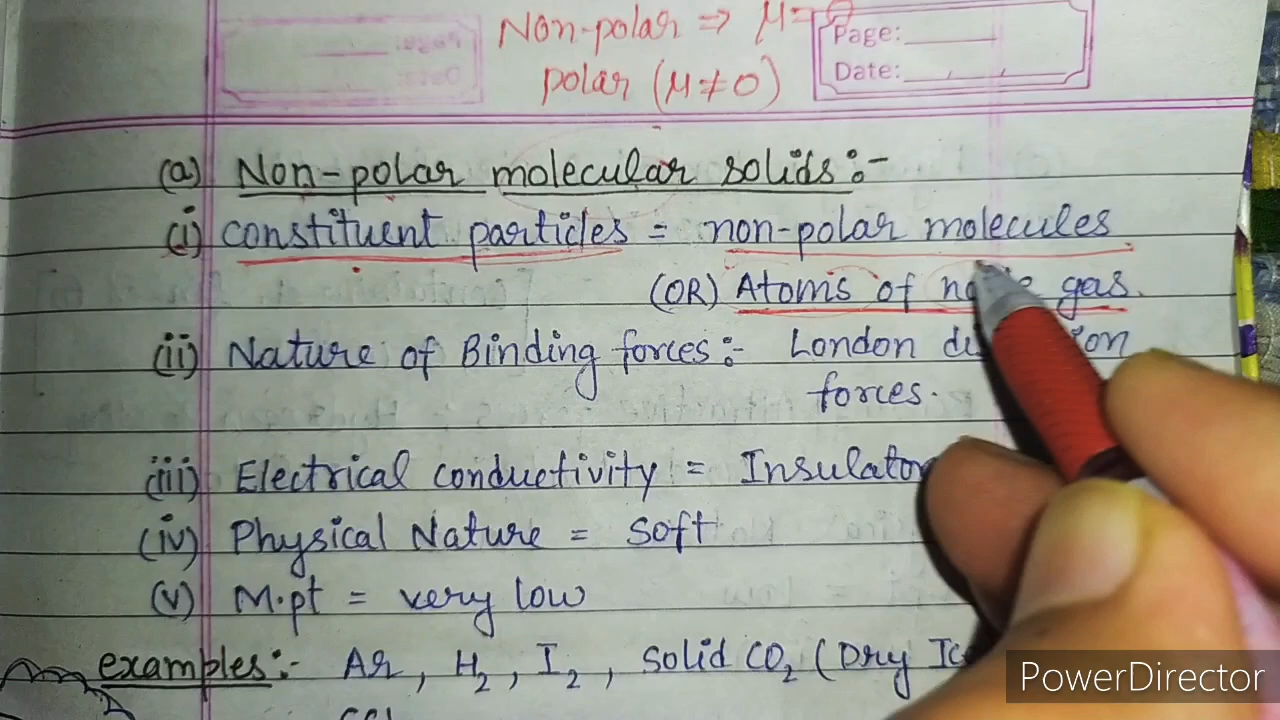 Non-polar ⇒ μ=0
Page:
polar (μ≠0)
Date:
(a) Non-polar molecular solids:-
(i) constituent particles = non-polar molecules
(OR) Atoms of gas.
(ii) Nature of Binding forces:- London
forces.
(iii) Electrical conductivity = Insulator
(iv) Physical Nature = Soft
(v) M.pt = very low
examples:- Ar, H2, I2, Solid CO2 (Dry
PowerDirector